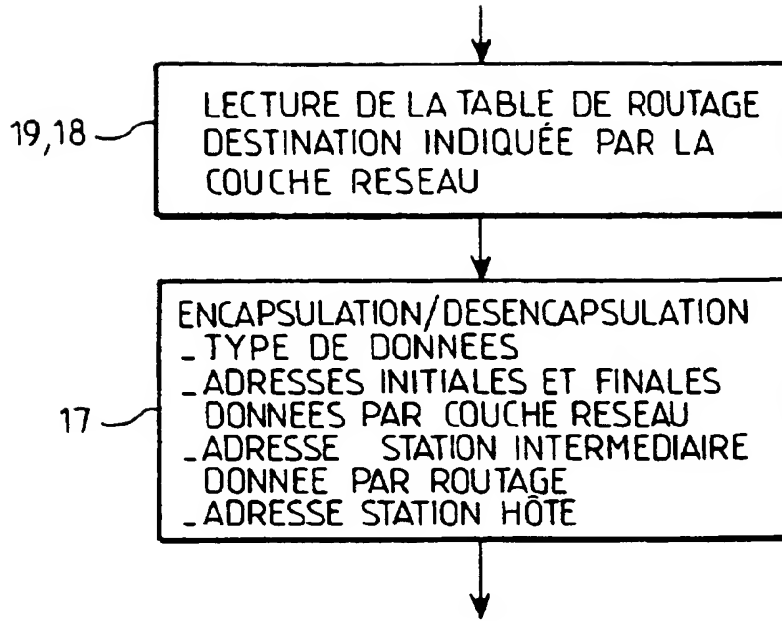 LECTURE DE LA TABLE DE ROUTAGE
19,18
DESTINATION INDIQUÉE PAR LA
COUCHE RESEAU
ENCAPSULATION/DESENCAPSULATION
_TYPE DE DONNEES
_ADRESSES INITIALES ET FINALES
17
DONNEES PAR COUCHE RESEAU
_ADRESSE STATION INTERMEDIAIRE
DONNEE PAR ROUTAGE
_ADRESSE STATION HÔTE